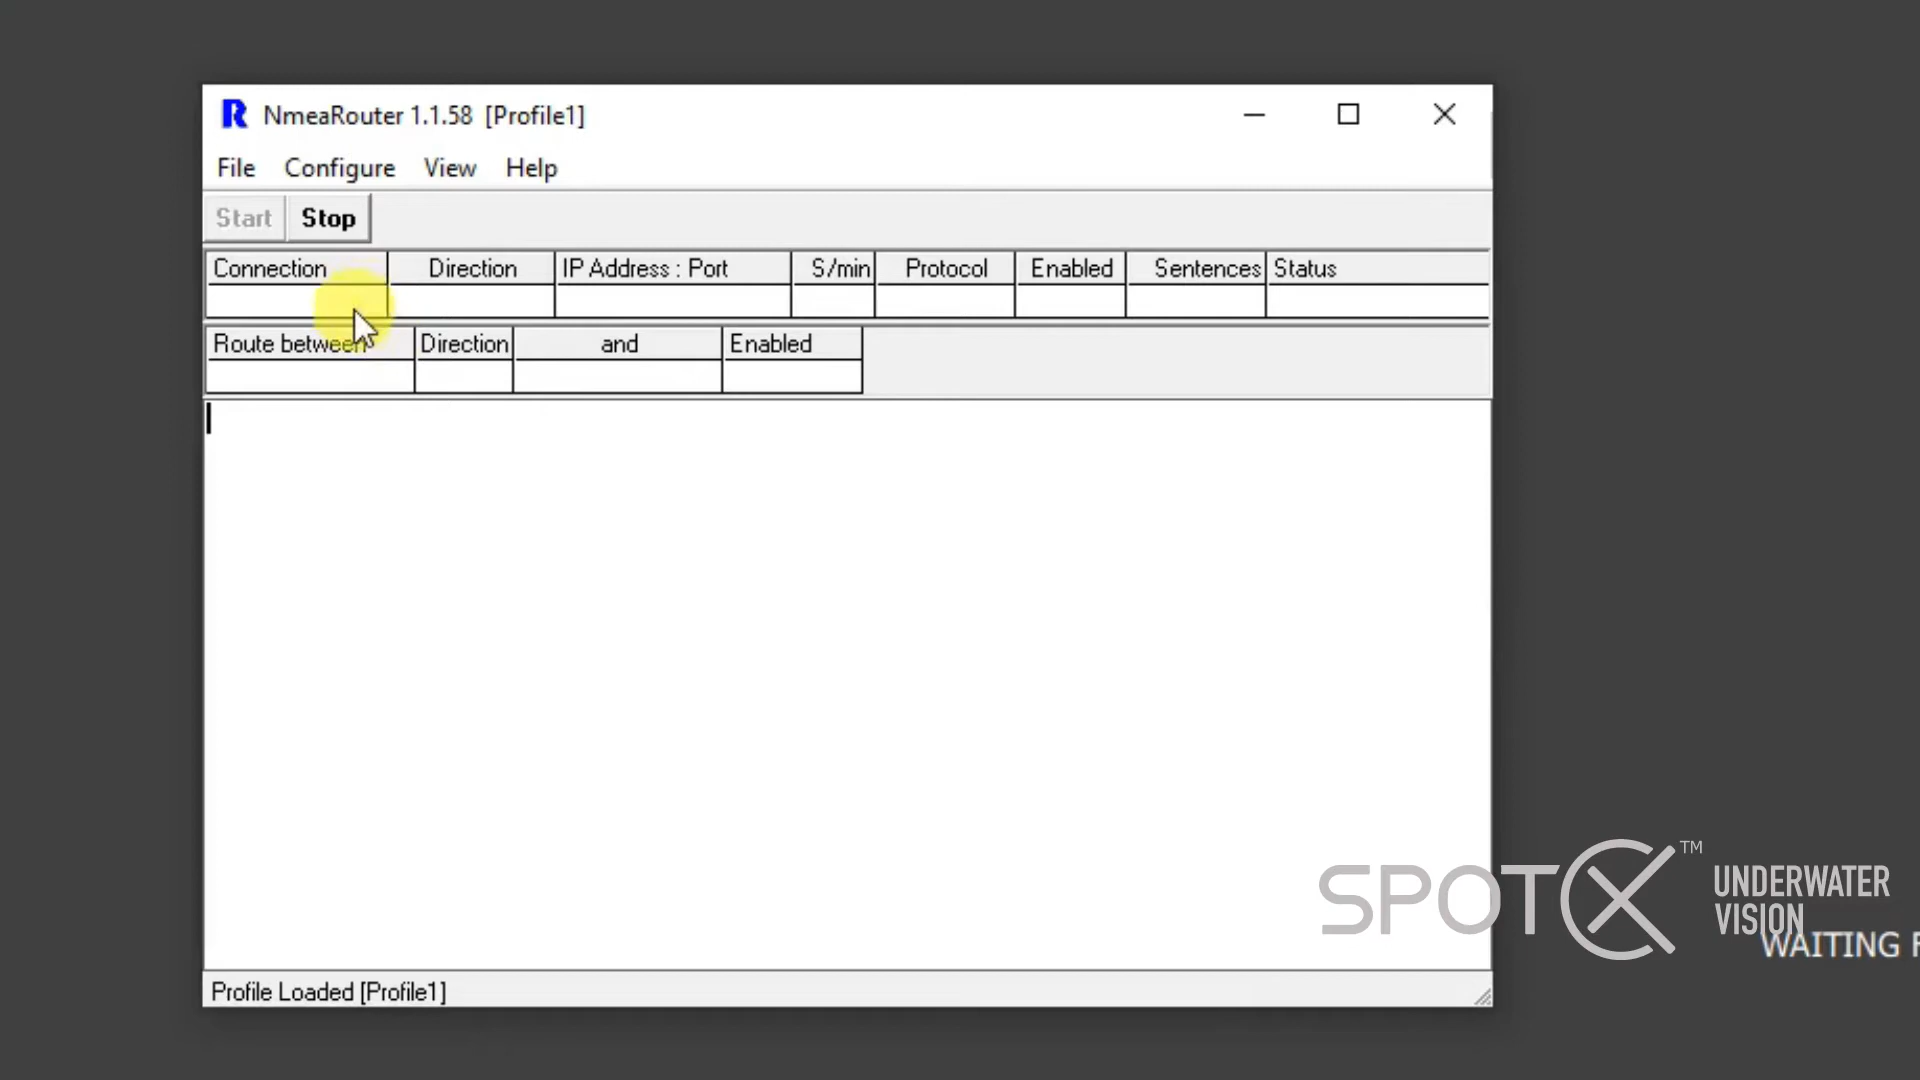 R NmeaRouter 1.1.58 [Profile1]
File Configure View Help
Start Stop
Connection Direction IP Address : Port S/min Protocol Enabled Sentences Status
Route between Direction and Enabled
SPOTX™ UNDERWATER VISION
WAITING F
Profile Loaded [Profile1]